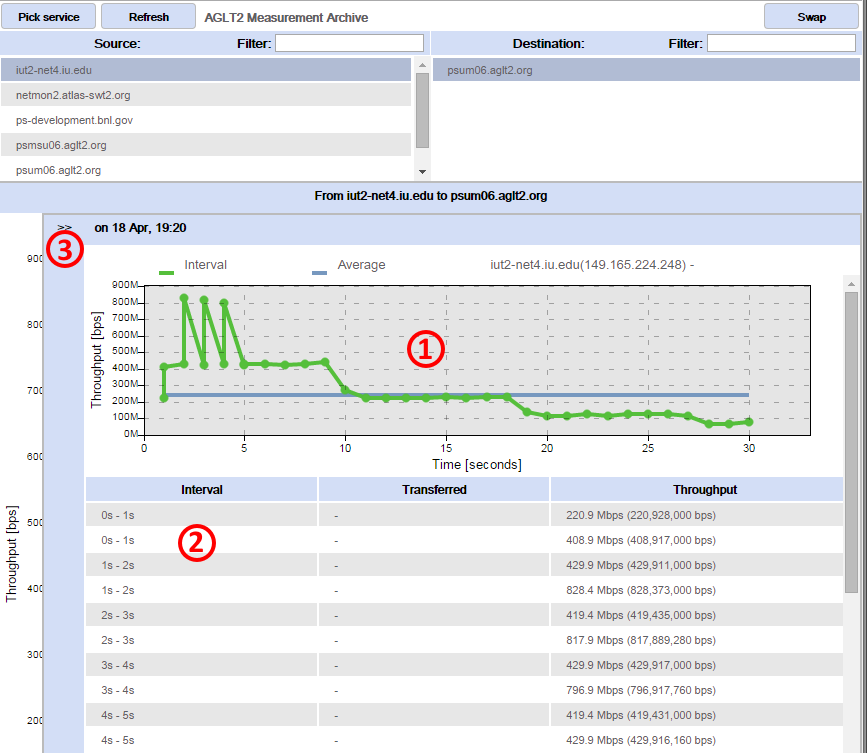 Pick service Refresh AGLT2 Measurement Archive Swap
Source: Filter: Destination: Filter:
iut2-net4.iu.edu psum06.aglt2.org
netmon2.atlas-swt2.org
ps-development.bnl.gov
psmsu06.aglt2.org
psum06.aglt2.org
From iut2-net4.iu.edu to psum06.aglt2.org
>> on 18 Apr, 19:20
3
Interval Average iut2-net4.iu.edu(149.165.224.248) -
900M
800M
700M
600M
500M
400M
300M
200M
100M
0M
Throughput [bps]
1
0 5 10 15 20 25 30
Time [seconds]
900
800
700
600
500
400
300
200
Throughput [bps]
Interval Transferred Throughput
0s - 1s - 220.9 Mbps (220,928,000 bps)
0s - 1s - 408.9 Mbps (408,917,000 bps)
2
1s - 2s - 429.9 Mbps (429,911,000 bps)
1s - 2s - 828.4 Mbps (828,373,000 bps)
2s - 3s - 419.4 Mbps (419,435,000 bps)
2s - 3s - 817.9 Mbps (817,889,280 bps)
3s - 4s - 429.9 Mbps (429,917,000 bps)
3s - 4s - 796.9 Mbps (796,917,760 bps)
4s - 5s - 419.4 Mbps (419,431,000 bps)
4s - 5s - 429.9 Mbps (429,916,160 bps)